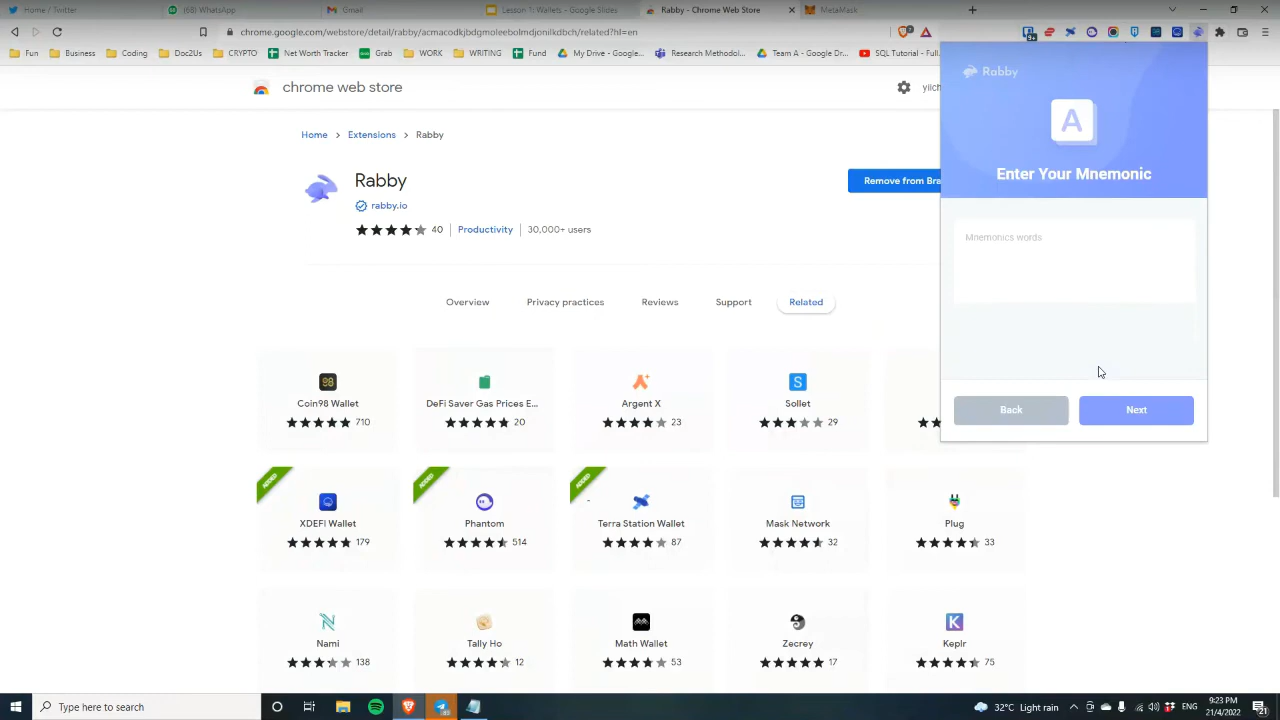 Home / Twitter
(68) WhatsApp
Gmail
Lesson 1: Wallets - Google Slides
Rabby - Chrome Web Store
MetaMask
chrome.google.com/webstore/detail/rabby/acmacodkjbdgmoleebolmdjonilkdbch/related?hl=en
Fun
Business
Coding
Doc2Us
CRYPTO
Net Worth Tracker
Grab
WORK
WRITING
Fund
My Drive - Google...
Research Methodol...
Team A - Google Dr...
SQL Tutorial - Full...
chrome web store
Home > Extensions > Rabby
Rabby
rabby.io
40
Productivity
30,000+ users
Remove from Bra
Overview
Privacy practices
Reviews
Support
Related
Coin98 Wallet
710
DeFi Saver Gas Prices E...
20
Argent X
23
Sollet
29
ADDED
XDEFI Wallet
179
ADDED
Phantom
514
ADDED
Terra Station Wallet
87
Mask Network
32
Plug
33
Nami
138
Tally Ho
12
Math Wallet
53
Zecrey
17
Keplr
75
Rabby
A
Enter Your Mnemonic
Mnemonics words
Back
Next
Type here to search
32°C Light rain
ENG
9:23 PM
21/4/2022